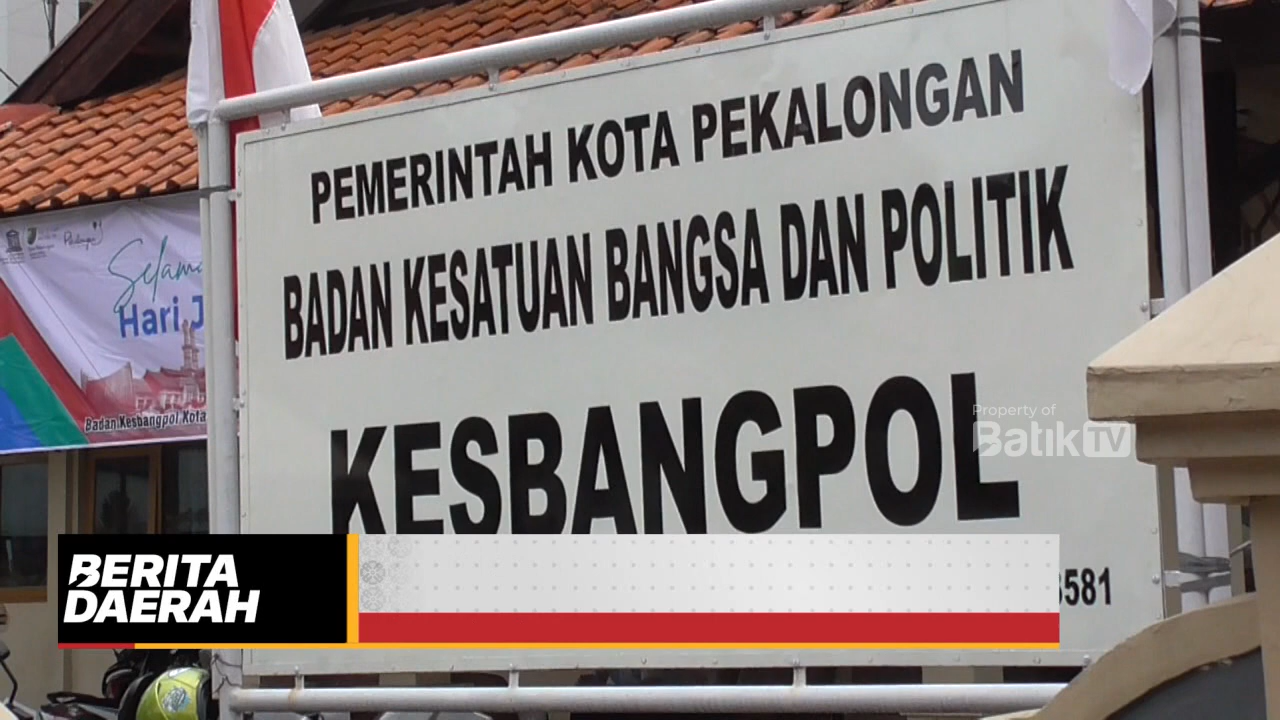 PEMERINTAH KOTA PEKALONGAN
BADAN KESATUAN BANGSA DAN POLITIK
KESBANGPOL
3581
Selama
Hari J
Badan Kesbangpol Kota
Property of
BatikTV
BERITA
DAERAH